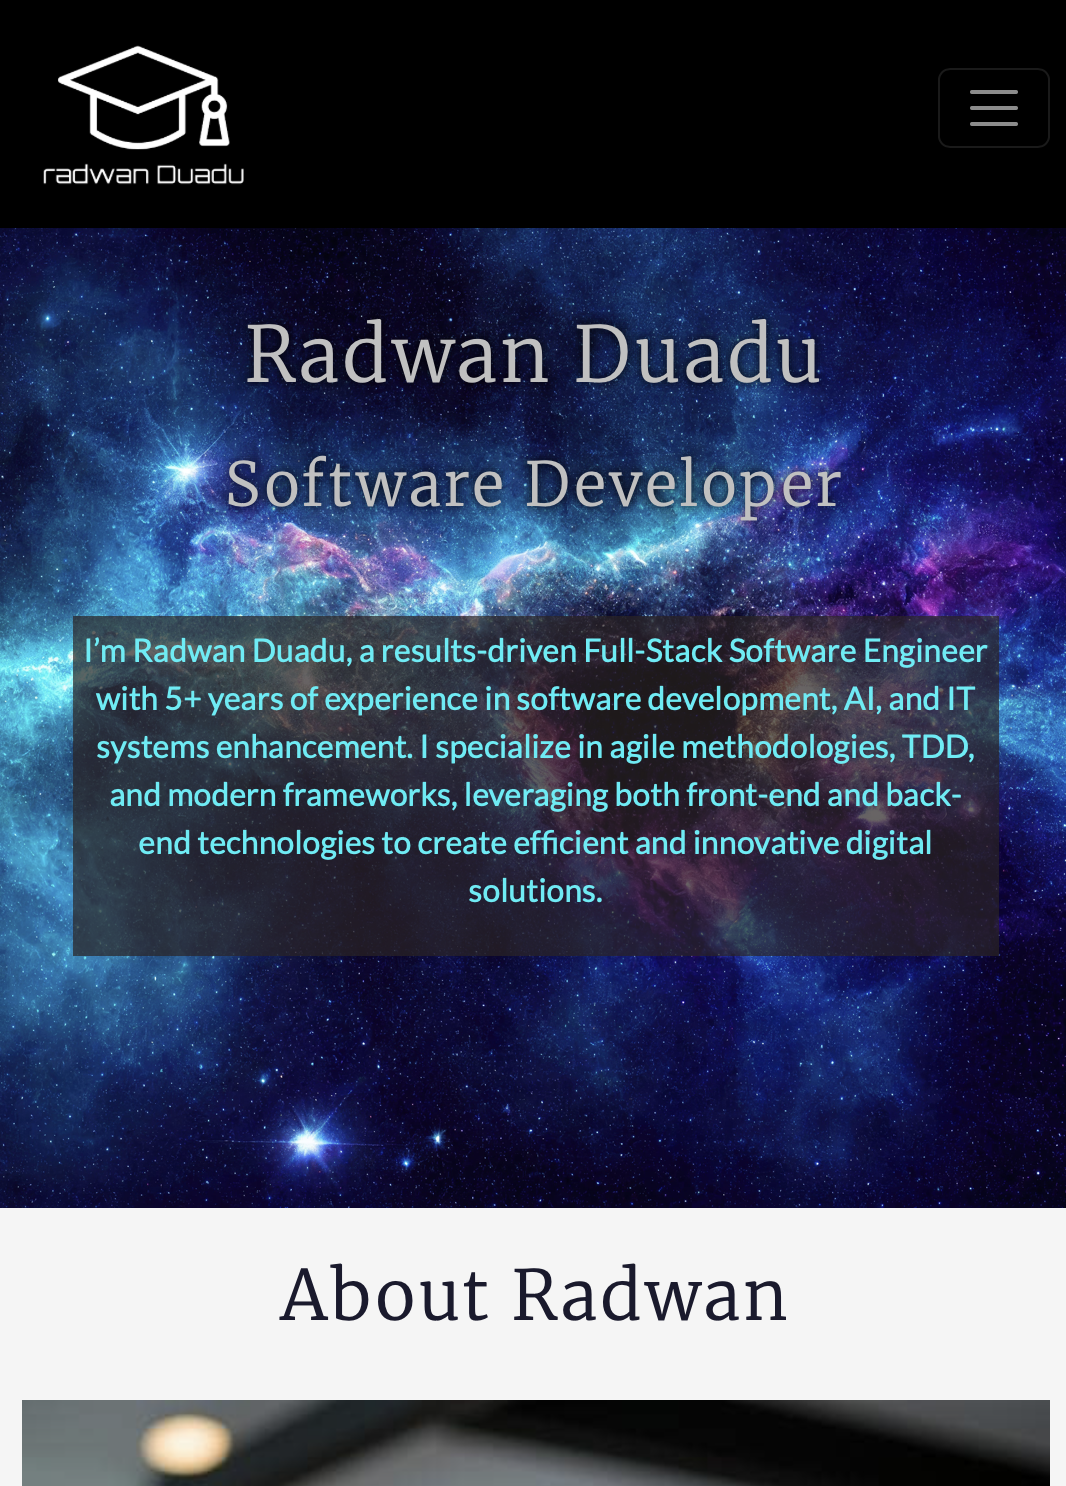 radwan Duadu
Radwan Duadu
Software Developer
I’m Radwan Duadu, a results-driven Full-Stack Software Engineer
with 5+ years of experience in software development, AI, and IT
systems enhancement. I specialize in agile methodologies, TDD,
and modern frameworks, leveraging both front-end and back-
end technologies to create efficient and innovative digital
solutions.
About Radwan